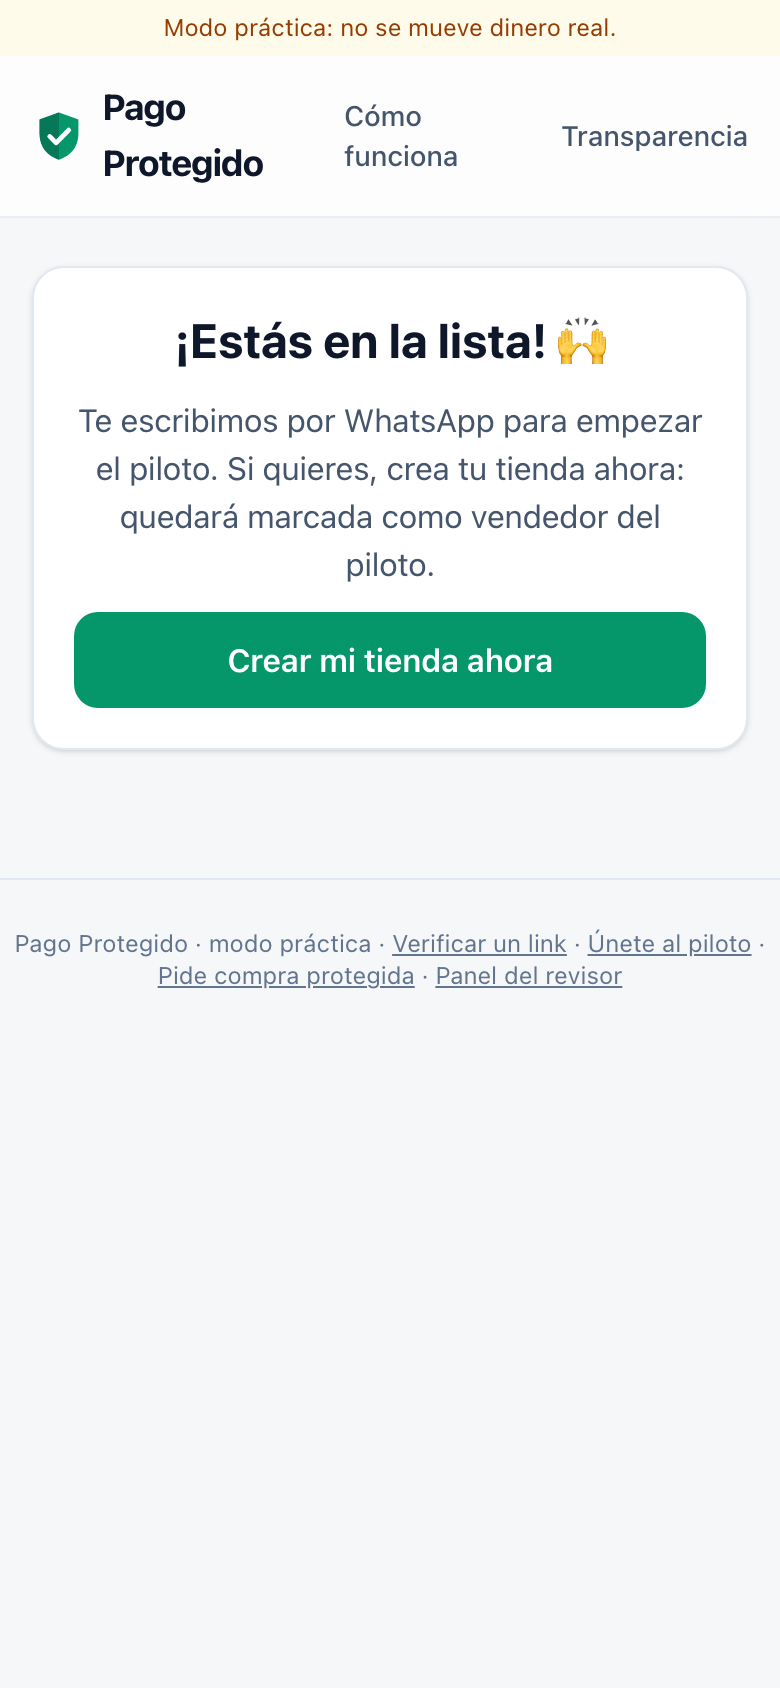 Modo práctica: no se mueve dinero real.
Pago
Protegido
Cómo
funciona
Transparencia
¡Estás en la lista! 🙌
Te escribimos por WhatsApp para empezar
el piloto. Si quieres, crea tu tienda ahora:
quedará marcada como vendedor del
piloto.
Crear mi tienda ahora
Pago Protegido · modo práctica · Verificar un link · Únete al piloto ·
Pide compra protegida · Panel del revisor